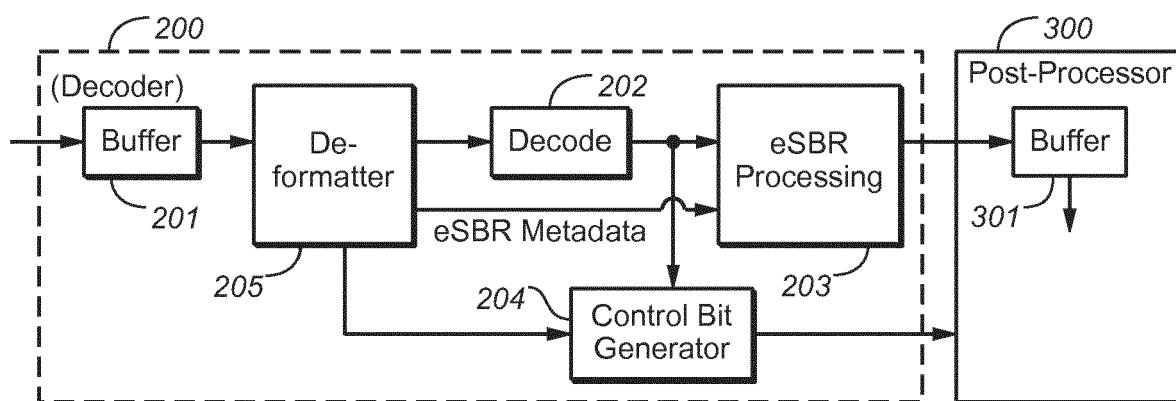 200
300
(Decoder)
Post-Processor
202
Buffer
De-
formatter
Decode
eSBR
Processing
Buffer
201
301
eSBR Metadata
205
204
203
Control Bit
Generator